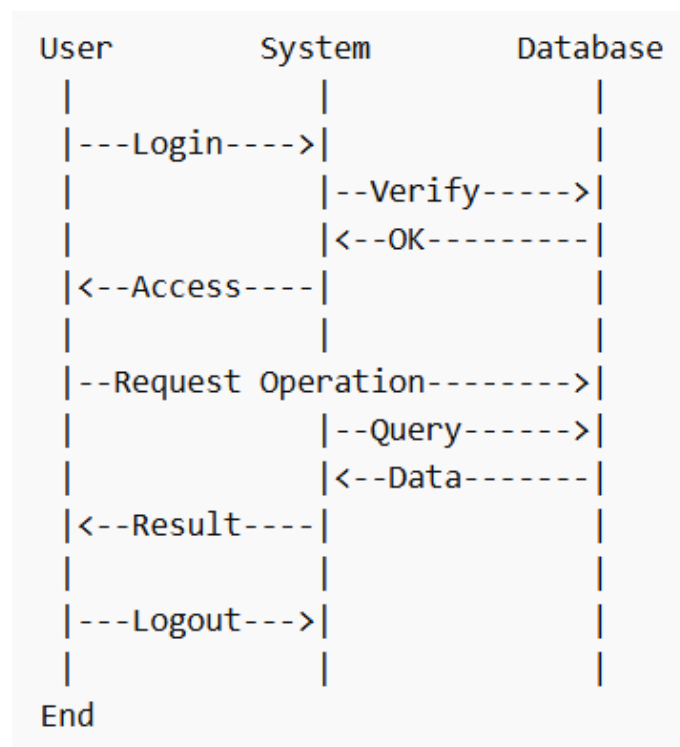 User        System        Database
 |             |              |
 |---Login---->|              |
 |             |--Verify----->|
 |             |<--OK---------|
 |<--Access----|              |
 |             |              |
 |--Request Operation-------->|
 |             |--Query------>|
 |             |<--Data-------|
 |<--Result----|              |
 |             |              |
 |---Logout--->|              |
 |             |              |
End